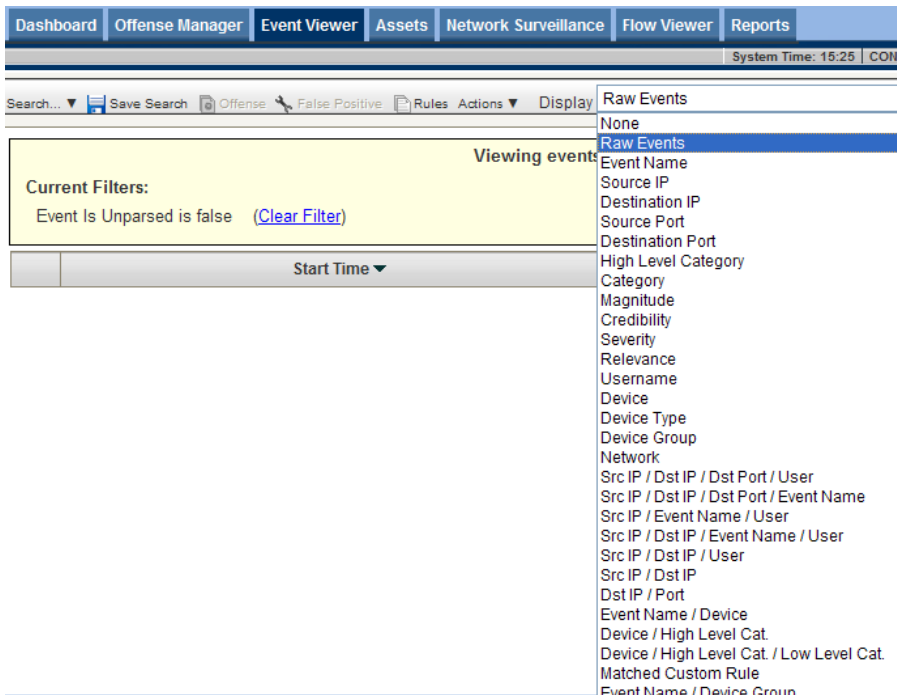 Dashboard Offense Manager Event Viewer Assets Network Surveillance Flow Viewer Reports
System Time: 15:25 CON
Search... ▼ Save Search Offense False Positive Rules Actions ▼ Display Raw Events
None
Raw Events
Viewing events
Event Name
Current Filters:
Source IP
Destination IP
Event Is Unparsed is false (Clear Filter)
Source Port
Destination Port
Start Time
High Level Category
Category
Magnitude
Credibility
Severity
Relevance
Username
Device
Device Type
Device Group
Network
Src IP / Dst IP / Dst Port / User
Src IP / Dst IP / Dst Port / Event Name
Src IP / Event Name / User
Src IP / Dst IP / Event Name / User
Src IP / Dst IP / User
Src IP / Dst IP
Dst IP / Port
Event Name / Device
Device / High Level Cat.
Device / High Level Cat. / Low Level Cat.
Matched Custom Rule
Event Name / Device Group